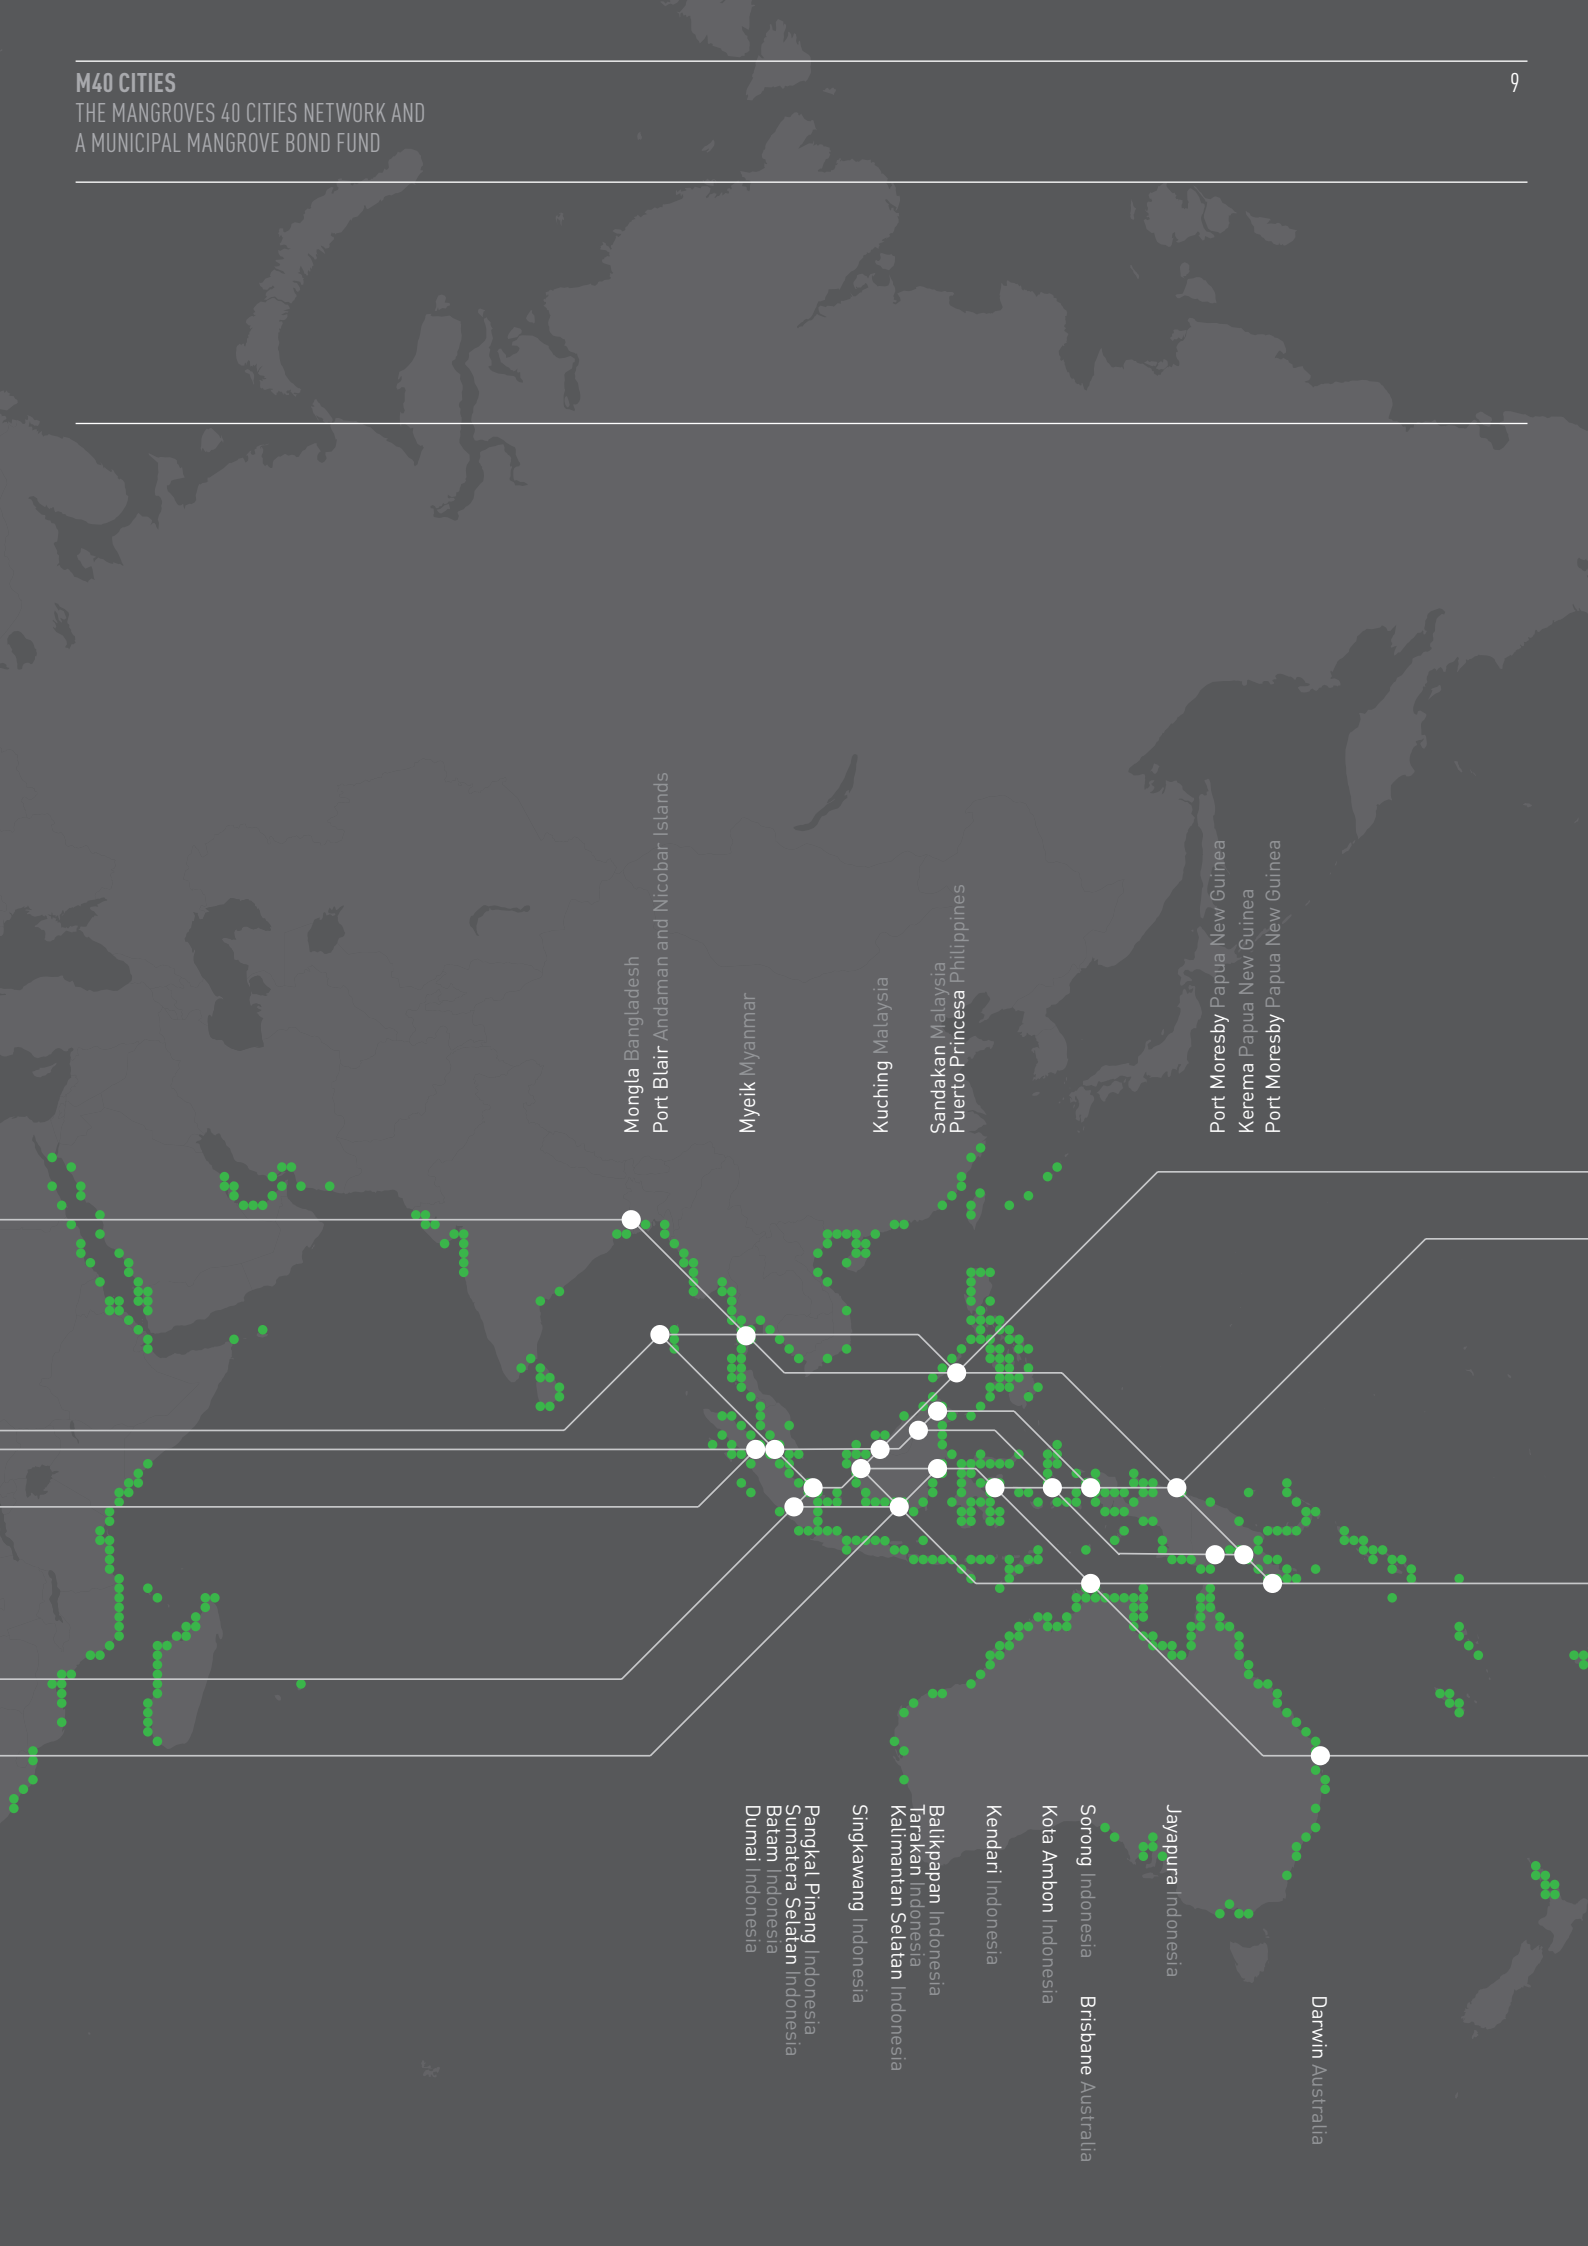 M40 CITIES
THE MANGROVES 40 CITIES NETWORK AND
A MUNICIPAL MANGROVE BOND FUND
9
Mongla Bangladesh
Port Blair Andaman and Nicobar Islands
Myeik Myanmar
Kuching Malaysia
Sandakan Malaysia
Puerto Princesa Philippines
Port Moresby Papua New Guinea
Kerema Papua New Guinea
Port Moresby Papua New Guinea
Dumai Indonesia
Batam Indonesia
Sumatera Selatan Indonesia
Pangkal Pinang Indonesia
Singkawang Indonesia
Kalimantan Selatan Indonesia
Tarakan Indonesia
Balikpapan Indonesia
Kendari Indonesia
Kota Ambon Indonesia
Sorong Indonesia
Brisbane Australia
Jayapura Indonesia
Darwin Australia